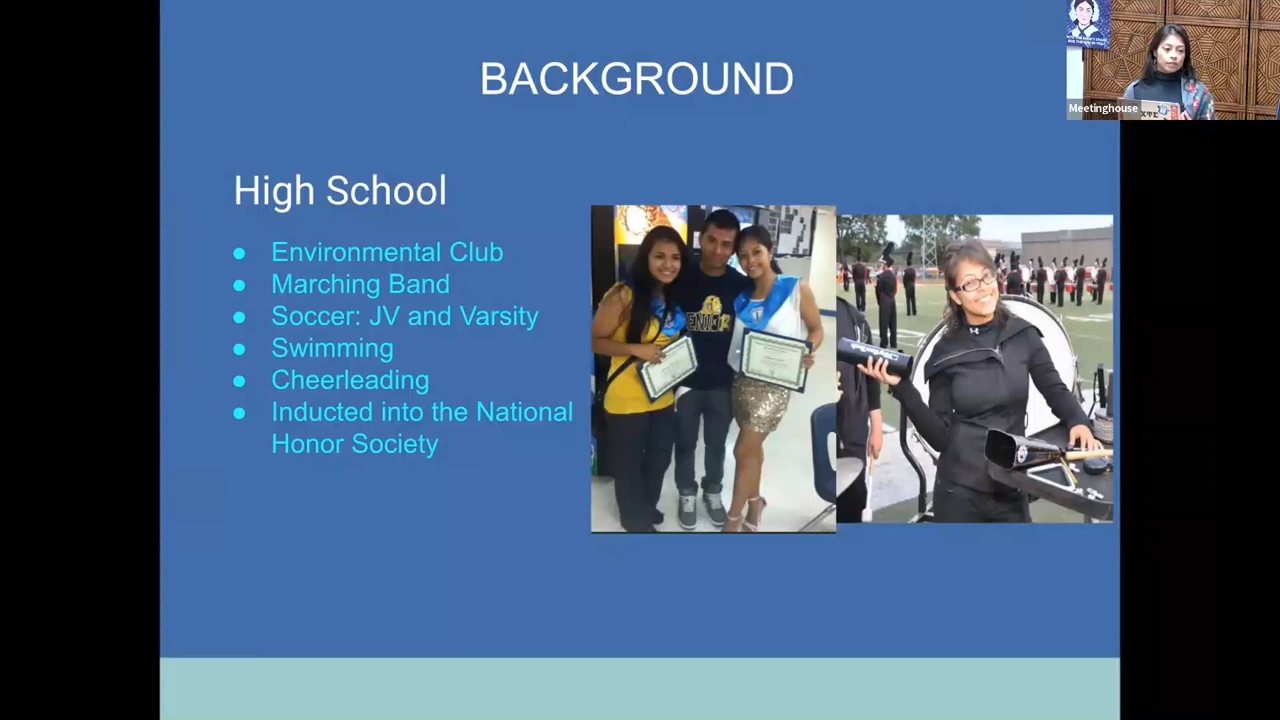 BACKGROUND
Meetinghouse
High School
● Environmental Club
● Marching Band
● Soccer: JV and Varsity
● Swimming
● Cheerleading
● Inducted into the National
Honor Society